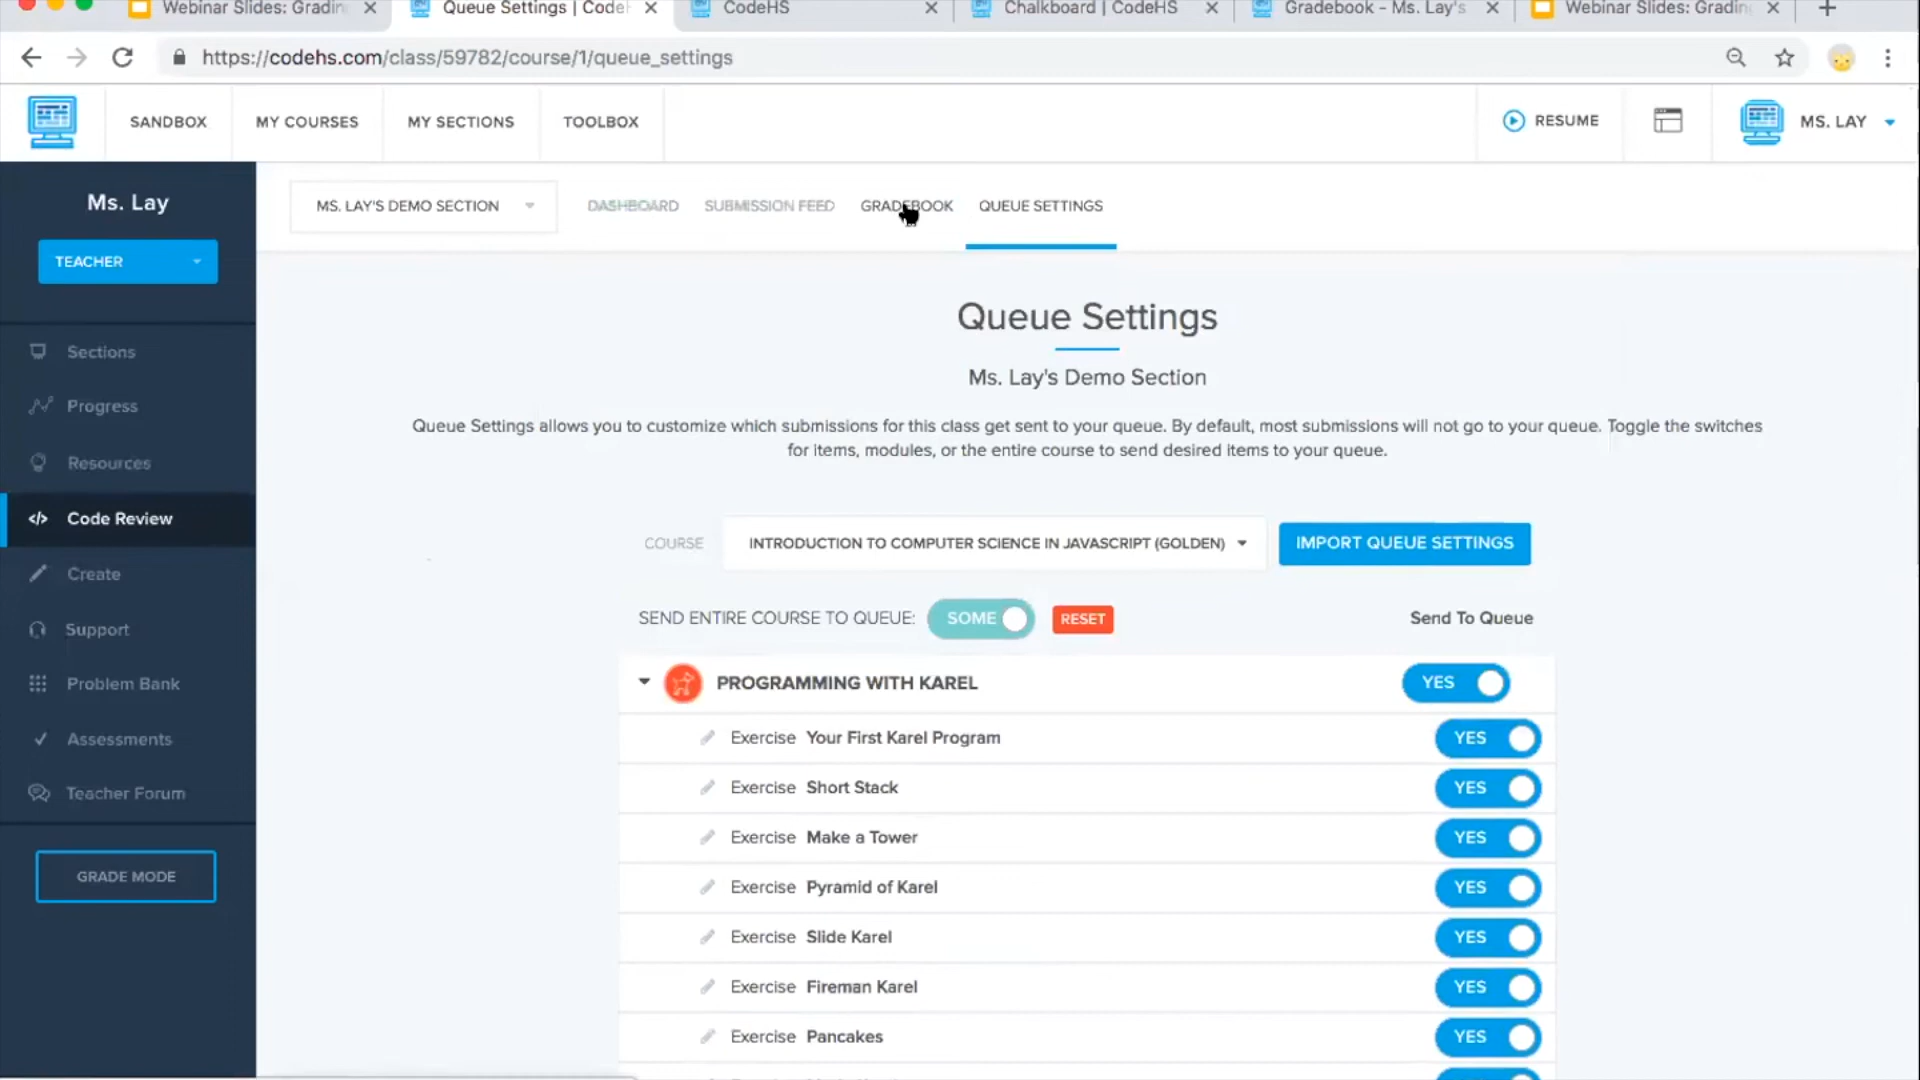 Webinar Slides: Grading
Queue Settings | CodeH
CodeHS
Chalkboard | CodeHS
Gradebook - Ms. Lay's
Webinar Slides: Grading
https://codehs.com/class/59782/course/1/queue_settings
SANDBOX
MY COURSES
MY SECTIONS
TOOLBOX
RESUME
MS. LAY
Ms. Lay
TEACHER
Sections
Progress
Resources
</> Code Review
Create
Support
Problem Bank
Assessments
Teacher Forum
GRADE MODE
MS. LAY'S DEMO SECTION
DASHBOARD
SUBMISSION FEED
GRADEBOOK
QUEUE SETTINGS
Queue Settings
Ms. Lay's Demo Section
Queue Settings allows you to customize which submissions for this class get sent to your queue. By default, most submissions will not go to your queue. Toggle the switches
for items, modules, or the entire course to send desired items to your queue.
COURSE
INTRODUCTION TO COMPUTER SCIENCE IN JAVASCRIPT (GOLDEN)
IMPORT QUEUE SETTINGS
SEND ENTIRE COURSE TO QUEUE:
SOME
RESET
Send To Queue
PROGRAMMING WITH KAREL YES
Exercise Your First Karel Program YES
Exercise Short Stack YES
Exercise Make a Tower YES
Exercise Pyramid of Karel YES
Exercise Slide Karel YES
Exercise Fireman Karel YES
Exercise Pancakes YES